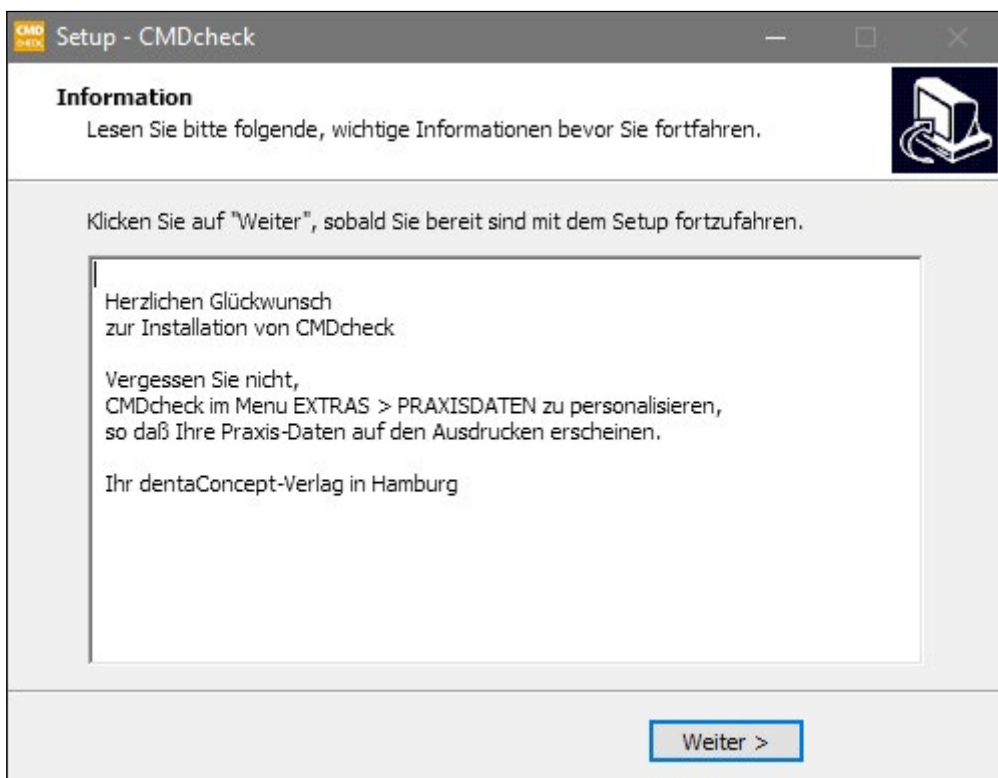 CMD
Setup - CMDcheck
Information
Lesen Sie bitte folgende, wichtige Informationen bevor Sie fortfahren.
Klicken Sie auf "Weiter", sobald Sie bereit sind mit dem Setup fortzufahren.
Herzlichen Glückwunsch
zur Installation von CMDcheck
Vergessen Sie nicht,
CMDcheck im Menu EXTRAS > PRAXISDATEN zu personalisieren,
so daß Ihre Praxis-Daten auf den Ausdrucken erscheinen.
Ihr dentaConcept-Verlag in Hamburg
Weiter >